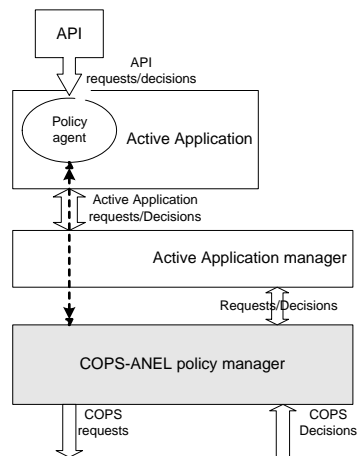 API
API
requests/decisions
Policy
agent
Active Application
Active Application
requests/Decisions
Active Application manager
Requests/Decisions
COPS-ANEL policy manager
COPS
requests
COPS
Decisions